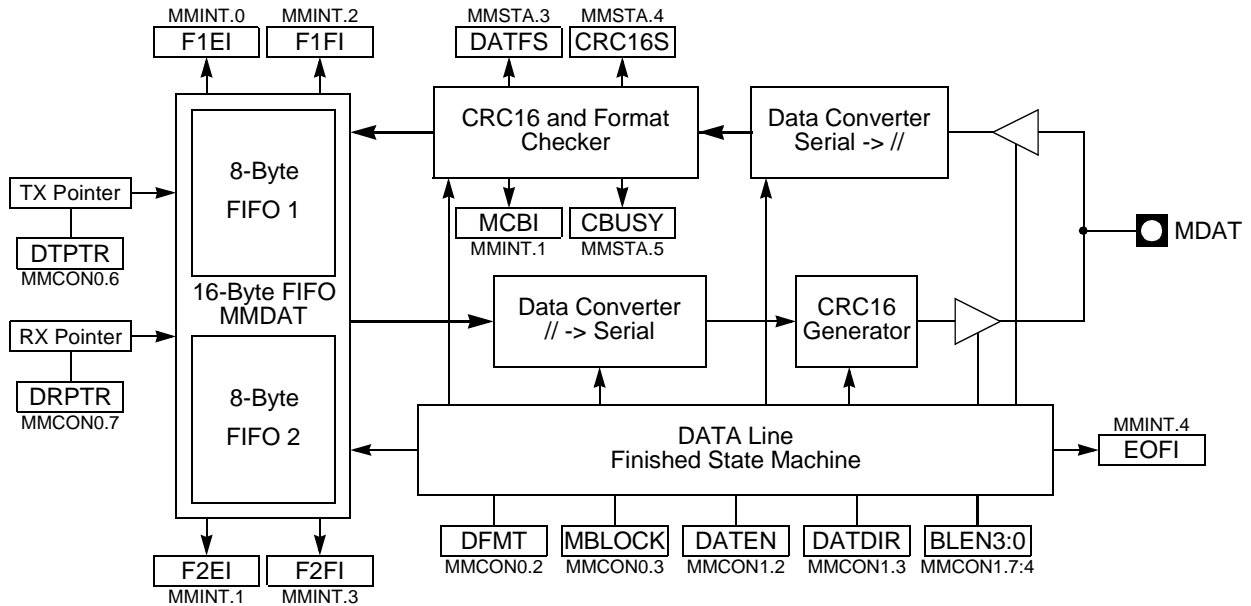 MMINT.0
MMINT.2
MMSTA.3
MMSTA.4
F1EI
F1FI
DATFS
CRC16S
8-Byte
FIFO 1
CRC16 and Format
Checker
Data Converter
Serial -> //
TX Pointer
DTPTR
MMCON0.6
MCBI
MMINT.1
CBUSY
MMSTA.5
MDAT
16-Byte FIFO
MMDAT
Data Converter
// -> Serial
CRC16
Generator
RX Pointer
DRPTR
MMCON0.7
8-Byte
FIFO 2
DATA Line
Finished State Machine
MMINT.4
EOFI
F2EI
MMINT.1
F2FI
MMINT.3
DFMT
MMCON0.2
MBLOCK
MMCON0.3
DATEN
MMCON1.2
DATDIR
MMCON1.3
BLEN3:0
MMCON1.7:4